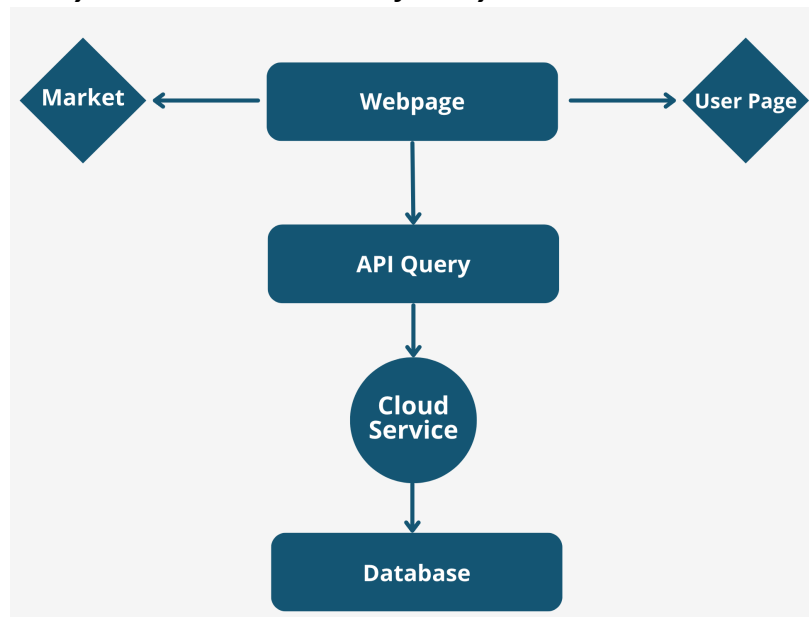 Market
Webpage
User Page
API Query
Cloud
Service
Database